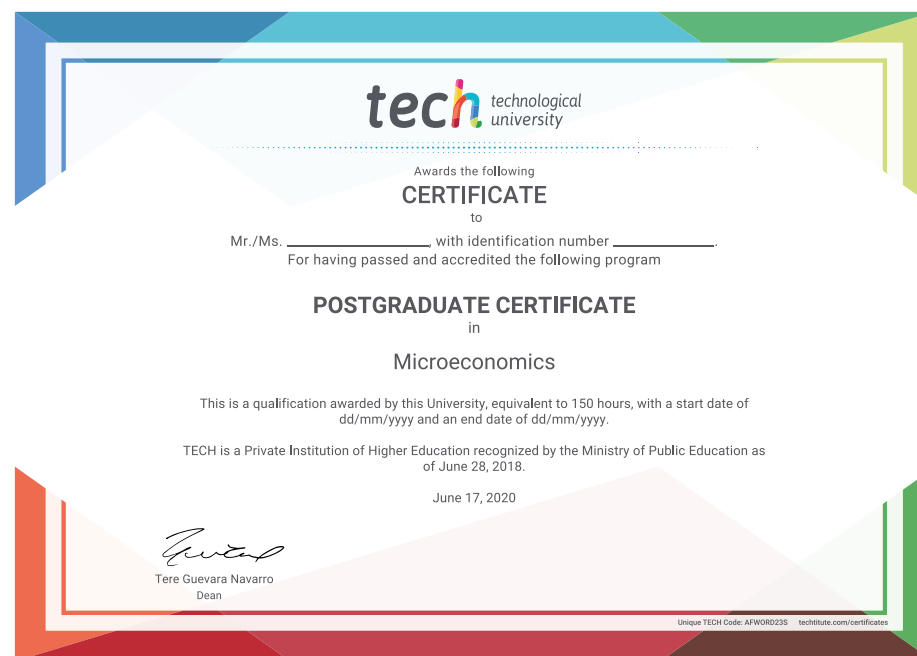 tech technological
university
Awards the following
CERTIFICATE
to
Mr./Ms. ____________________, with identification number ______________.
For having passed and accredited the following program
POSTGRADUATE CERTIFICATE
in
Microeconomics
This is a qualification awarded by this University, equivalent to 150 hours, with a start date of
dd/mm/yyyy and an end date of dd/mm/yyyy.
TECH is a Private Institution of Higher Education recognized by the Ministry of Public Education as
of June 28, 2018.
June 17, 2020
Tere Guevara Navarro
Dean
Unique TECH Code: AFWORD23S techtitute.com/certificates